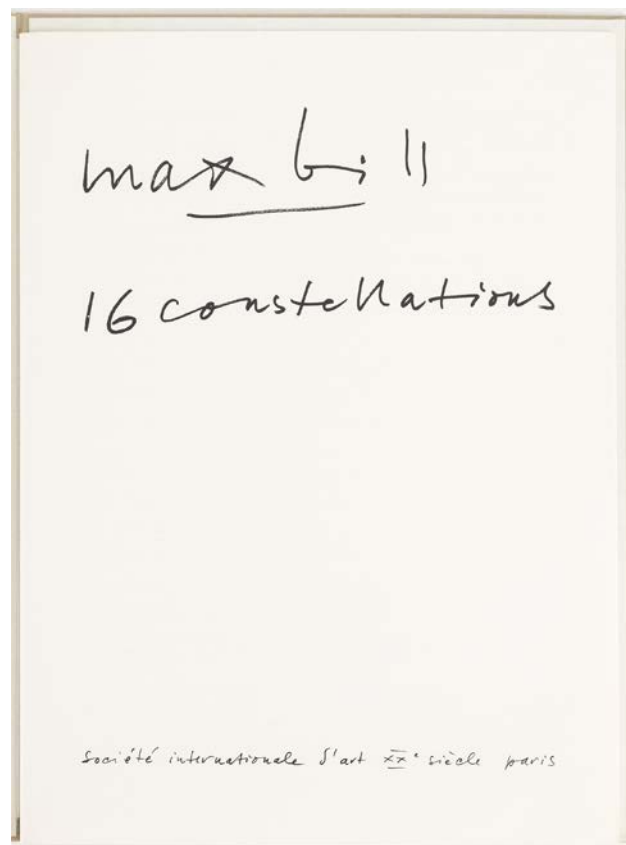 max bill
16 constellations
société internationale d'art XXe siècle paris